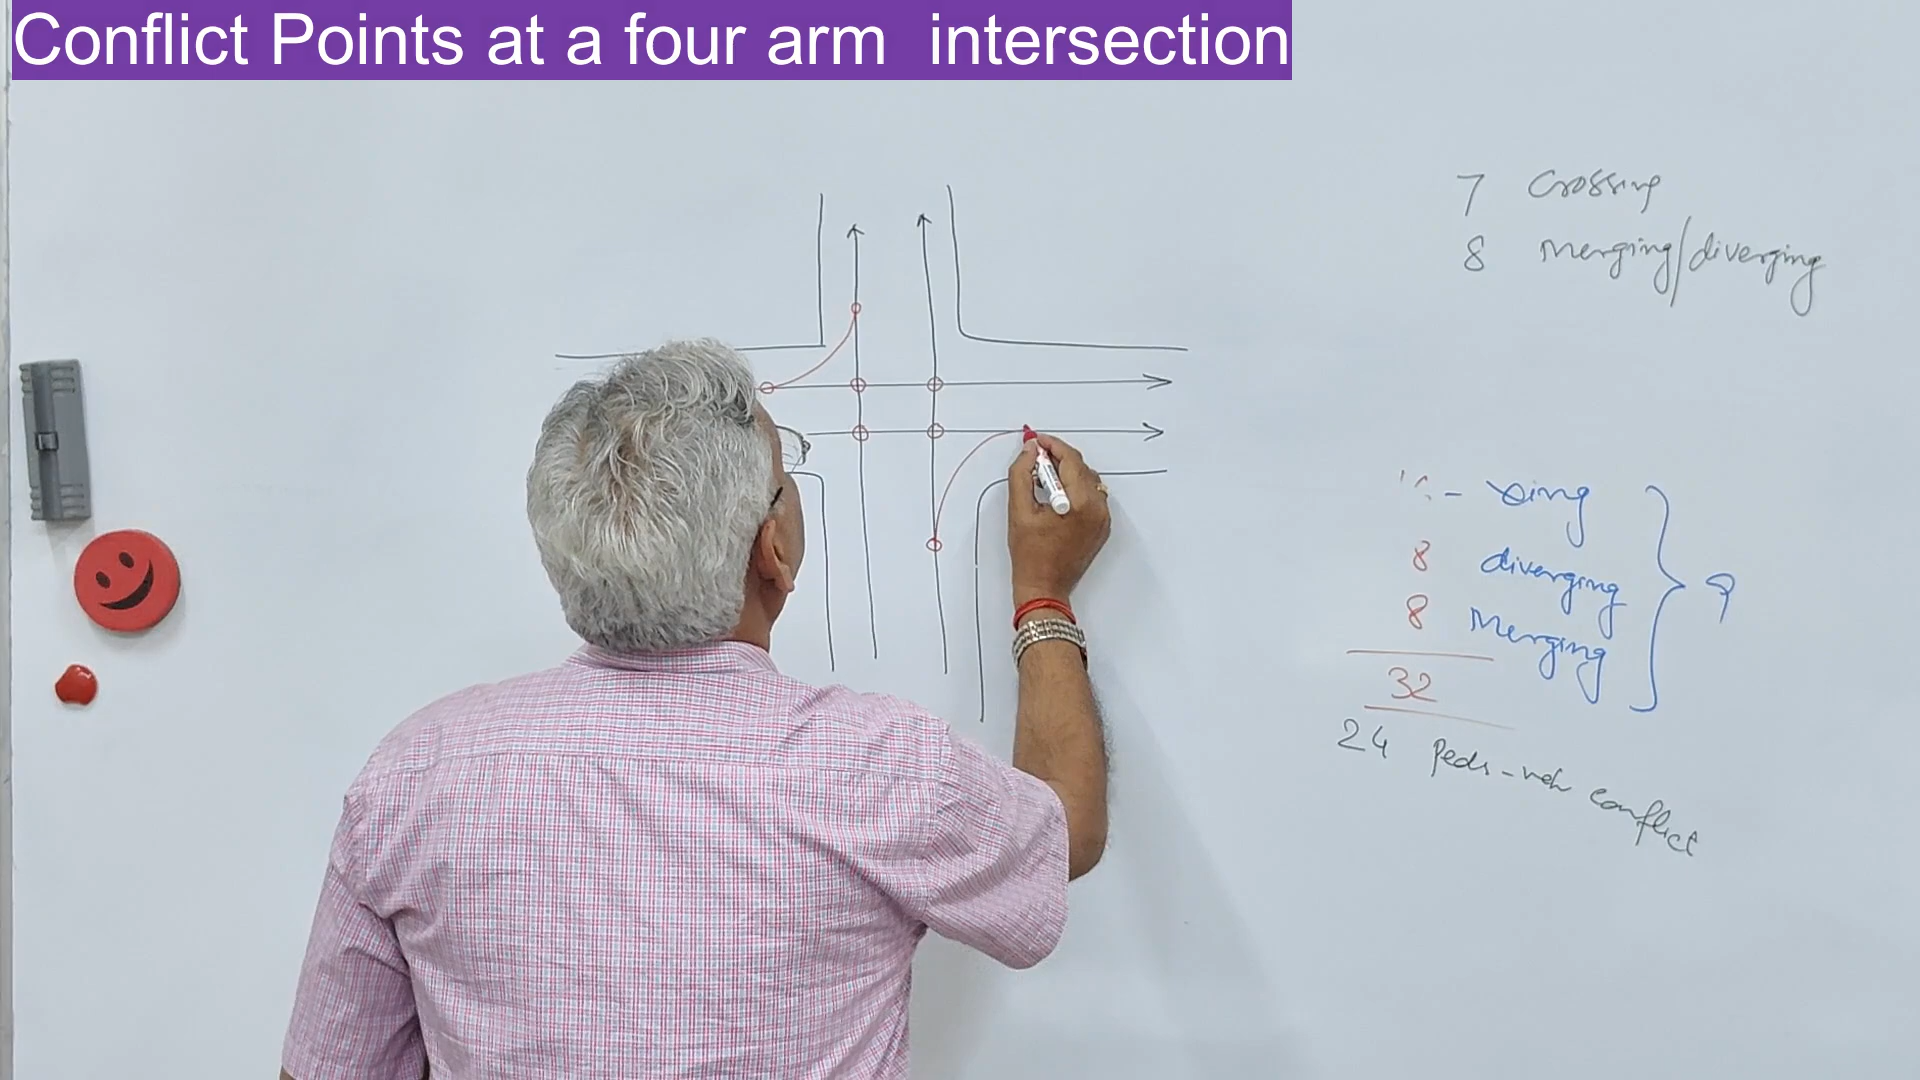 Conflict Points at a four arm intersection
7 Crossing
8 Merging/diverging
- Xing
8 diverging
8 Merging
?
32
24 Peds-veh conflict